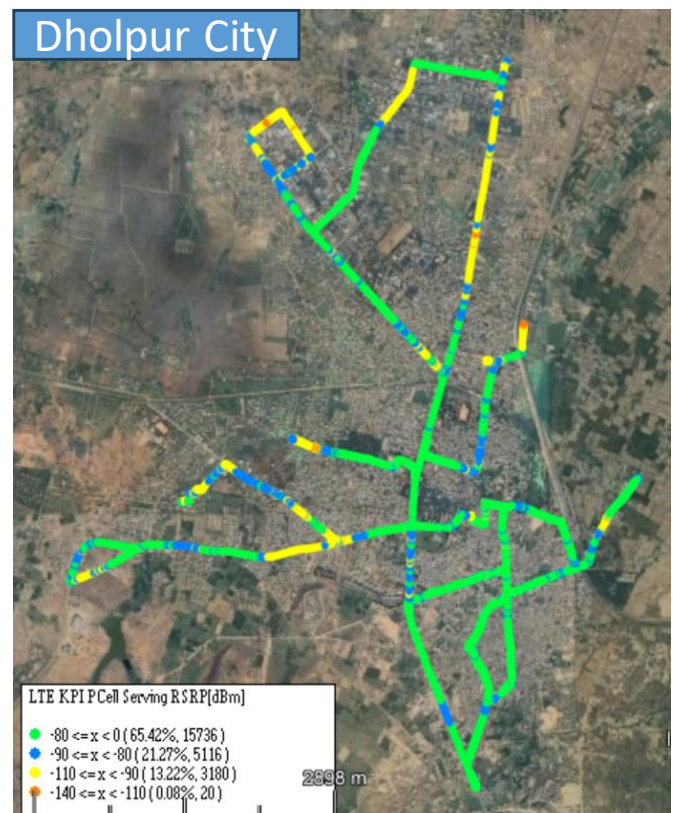 Dholpur City
LTE KPI PCell Serving RSRP[dBm]
-80 <=x < 0 ( 65.42%, 15736 )
-90 <=x < -80 ( 21.27%, 5116 )
-110 <=x < -90 ( 13.22%, 3180 )
-140 <=x < -110 ( 0.08%, 20 )
2898 m